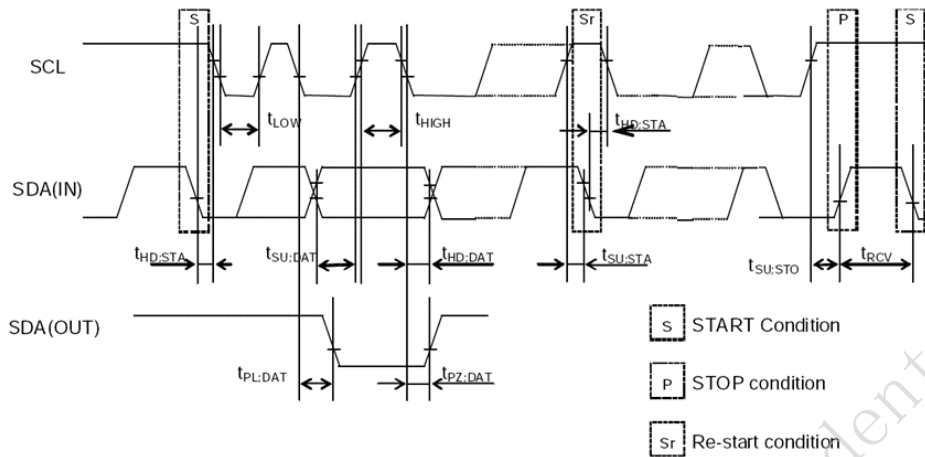 S Sr P S
SCL
tLOW tHIGH tHD;STA
SDA(IN)
tHD;STA tSU;DAT tHD;DAT tSU;STA tSU;STO tRCV
SDA(OUT)
S START Condition
tPL;DAT tPZ;DAT
P STOP condition
Sr Re-start condition